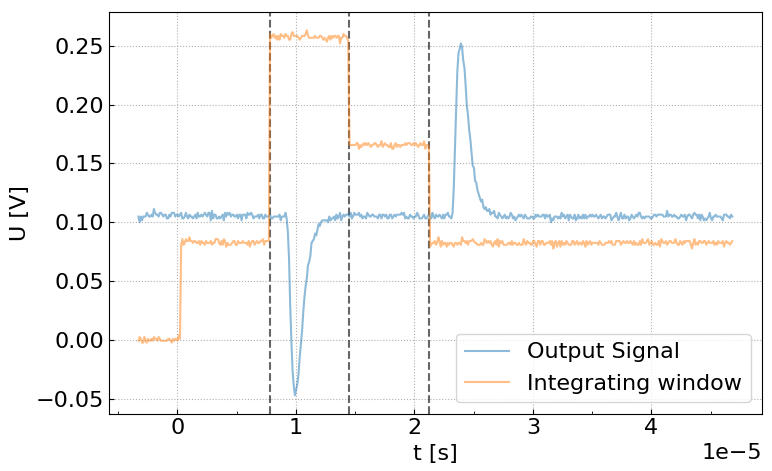 0.25
0.20
0.15
0.10
0.05
0.00
−0.05
U [V]
0 1 2 3 4
t [s]
1e−5
Output Signal
Integrating window